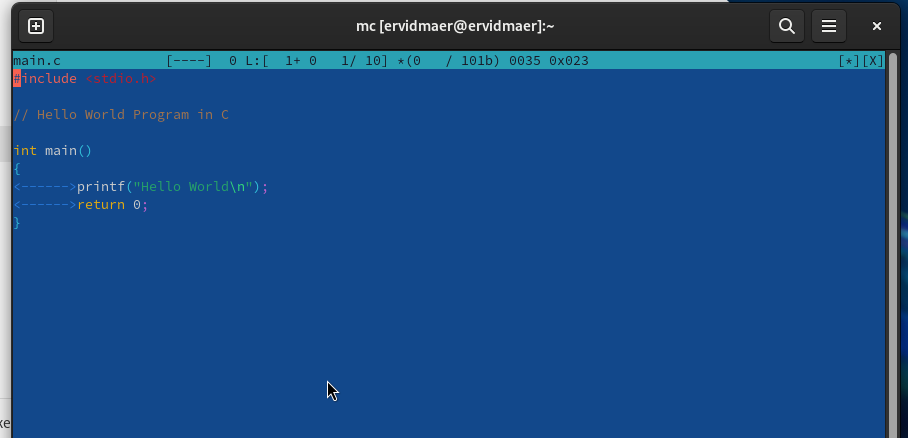 mc [ervidmaer@ervidmaer]:~
main.c [----] 0 L:[ 1+ 0 1/ 10] *(0 / 101b) 0035 0x023 [*][X]
#include <stdio.h>
// Hello World Program in C
int main()
{
<------>printf("Hello World\n");
<------>return 0;
}